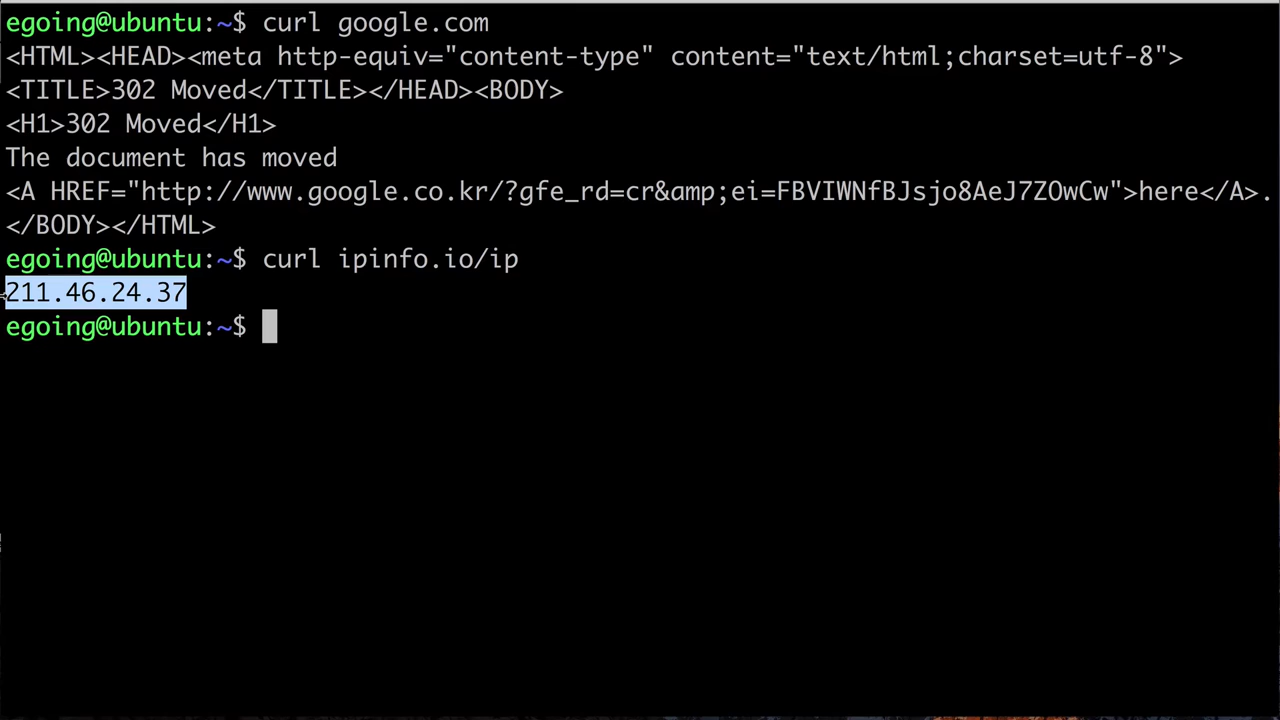 egoing@ubuntu:~$ curl google.com
<HTML><HEAD><meta http-equiv="content-type" content="text/html;charset=utf-8">
<TITLE>302 Moved</TITLE></HEAD><BODY>
<H1>302 Moved</H1>
The document has moved
<A HREF="http://www.google.co.kr/?gfe_rd=cr&amp;ei=FBVIWNfBJsjo8AeJ7ZOwCw">here</A>.
</BODY></HTML>
egoing@ubuntu:~$ curl ipinfo.io/ip
211.46.24.37
egoing@ubuntu:~$